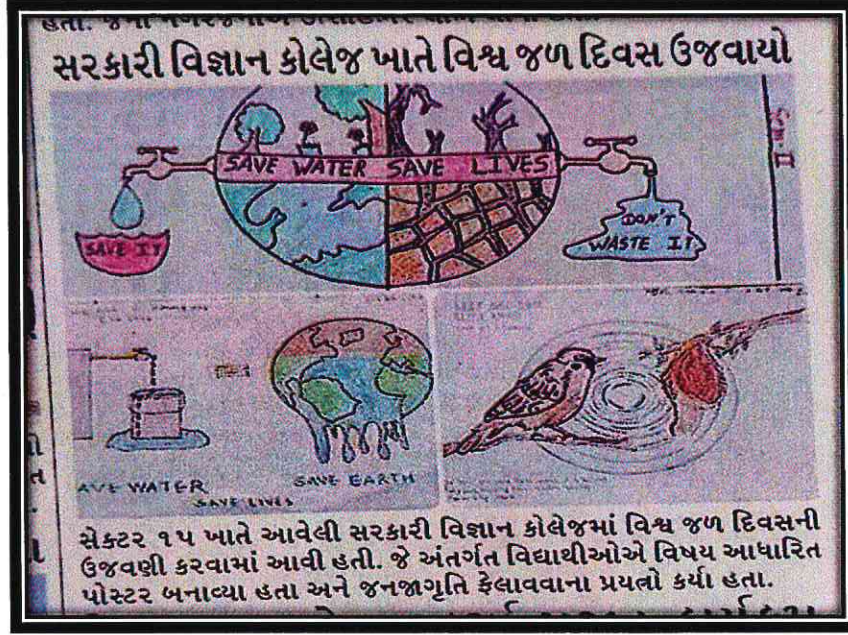 સરકારી વિજ્ઞાન કોલેજ ખાતે વિશ્વ જળ દિવસ ઉજવાયો
SAVE WATER SAVE LIVES
SAVE IT
DON'T
WASTE IT
AVE WATER
SAVE LIVES
SAVE EARTH
સેક્ટર ૧૫ ખાતે આવેલી સરકારી વિજ્ઞાન કોલેજમાં વિશ્વ જળ દિવસની
ઉજવણી કરવામાં આવી હતી. જે અંતર્ગત વિદ્યાથીઓએ વિષય આધારિત
પોસ્ટર બનાવ્યા હતા અને જનજાગૃતિ ફેલાવવાના પ્રયત્નો કર્યા હતા.